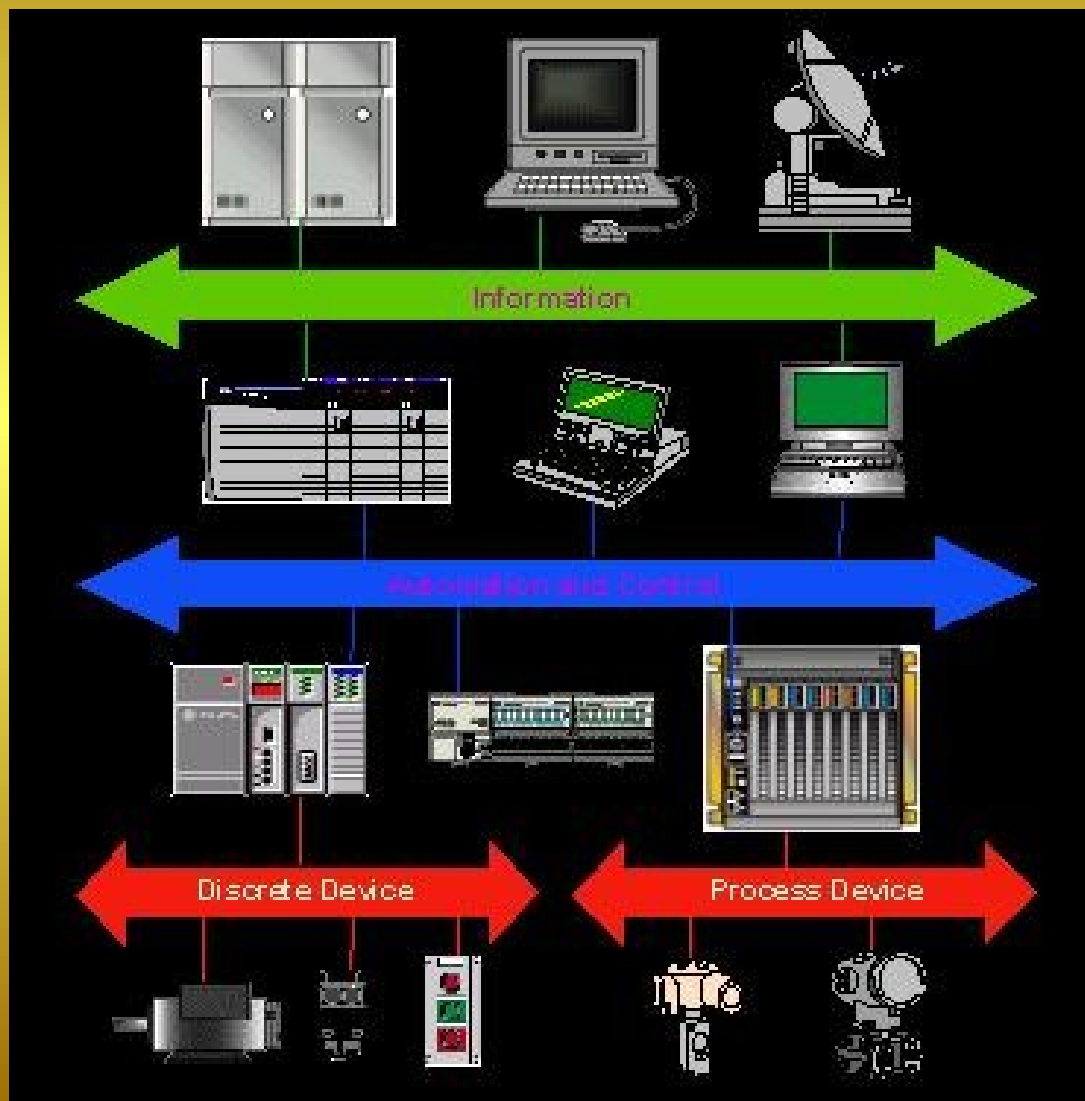 Information
Automation and Control
Discrete Device
Process Device